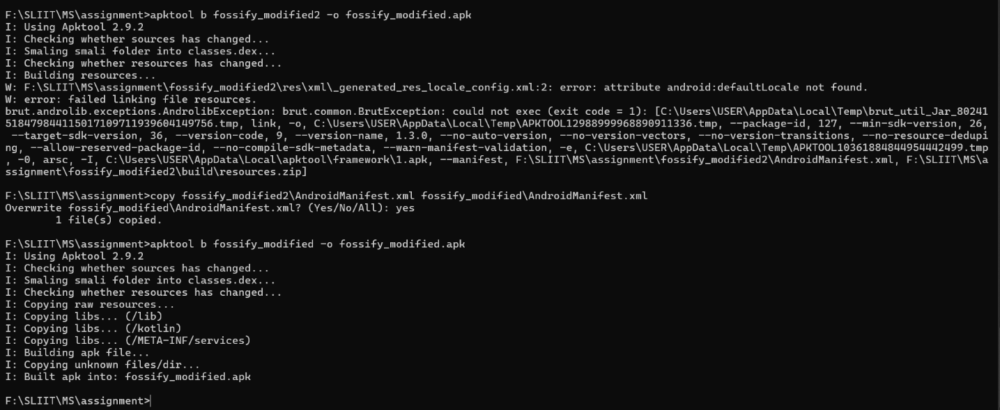 F:\SLIIT\MS\assignment>apktool b fossify_modified2 -o fossify_modified.apk
I: Using Apktool 2.9.2
I: Checking whether sources has changed...
I: Smaling smali folder into classes.dex...
I: Checking whether resources has changed...
I: Building resources...
W: F:\SLIIT\MS\assignment\fossify_modified2\res\xml\_generated_res_locale_config.xml:2: error: attribute android:defaultLocale not found.
W: error: failed linking file resources.
brut.androlib.exceptions.AndrolibException: brut.common.BrutException: could not exec (exit code = 1): [C:\Users\USER\AppData\Local\Temp\brut_util_Jar_80241
5184798441150171097119396041497​56.tmp, link, -o, C:\Users\USER\AppData\Local\Temp\APKTOOL12988999968890911336.tmp, --package-id, 127, --min-sdk-version, 26,
 --target-sdk-version, 36, --version-code, 9, --version-name, 1.3.0, --no-auto-version, --no-version-vectors, --no-version-transitions, --no-resource-dedupi
ng, --allow-reserved-package-id, --no-compile-sdk-metadata, --warn-manifest-validation, -e, C:\Users\USER\AppData\Local\Temp\APKTOOL10361884844954442499.tmp
, -0, arsc, -I, C:\Users\USER\AppData\Local\apktool\framework\1.apk, --manifest, F:\SLIIT\MS\assignment\fossify_modified2\AndroidManifest.xml, F:\SLIIT\MS\a
ssignment\fossify_modified2\build\resources.zip]
F:\SLIIT\MS\assignment>copy fossify_modified2\AndroidManifest.xml fossify_modified\AndroidManifest.xml
Overwrite fossify_modified\AndroidManifest.xml? (Yes/No/All): yes
        1 file(s) copied.
F:\SLIIT\MS\assignment>apktool b fossify_modified -o fossify_modified.apk
I: Using Apktool 2.9.2
I: Checking whether sources has changed...
I: Smaling smali folder into classes.dex...
I: Checking whether resources has changed...
I: Copying raw resources...
I: Copying libs... (/lib)
I: Copying libs... (/kotlin)
I: Copying libs... (/META-INF/services)
I: Building apk file...
I: Copying unknown files/dir...
I: Built apk into: fossify_modified.apk
F:\SLIIT\MS\assignment>